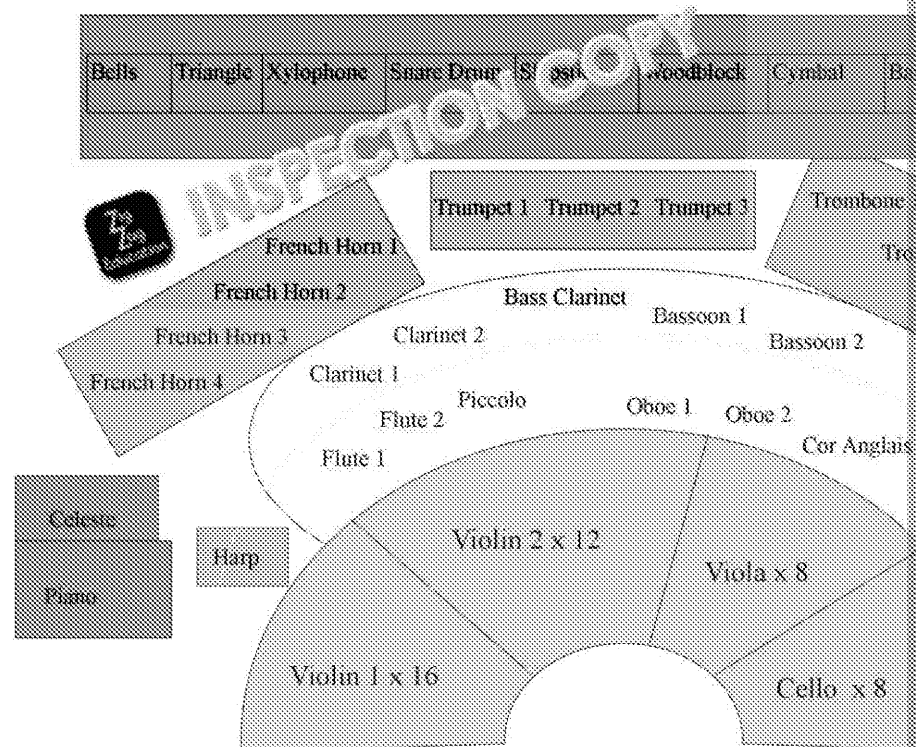 INSPECTION COPY
Bells Triangle Xylophone Snare Drum Woodblock Cymbal
Zig
Zag
Education
Trumpet 1 Trumpet 2 Trumpet 3
Trombone
French Horn 1
French Horn 2
French Horn 3
French Horn 4
Bass Clarinet
Bassoon 1
Clarinet 2
Bassoon 2
Clarinet 1
Piccolo
Flute 2
Oboe 1
Oboe 2
Flute 1
Cor Anglais
Celeste
Harp
Piano
Violin 2 x 12
Viola x 8
Violin 1 x 16
Cello x 8